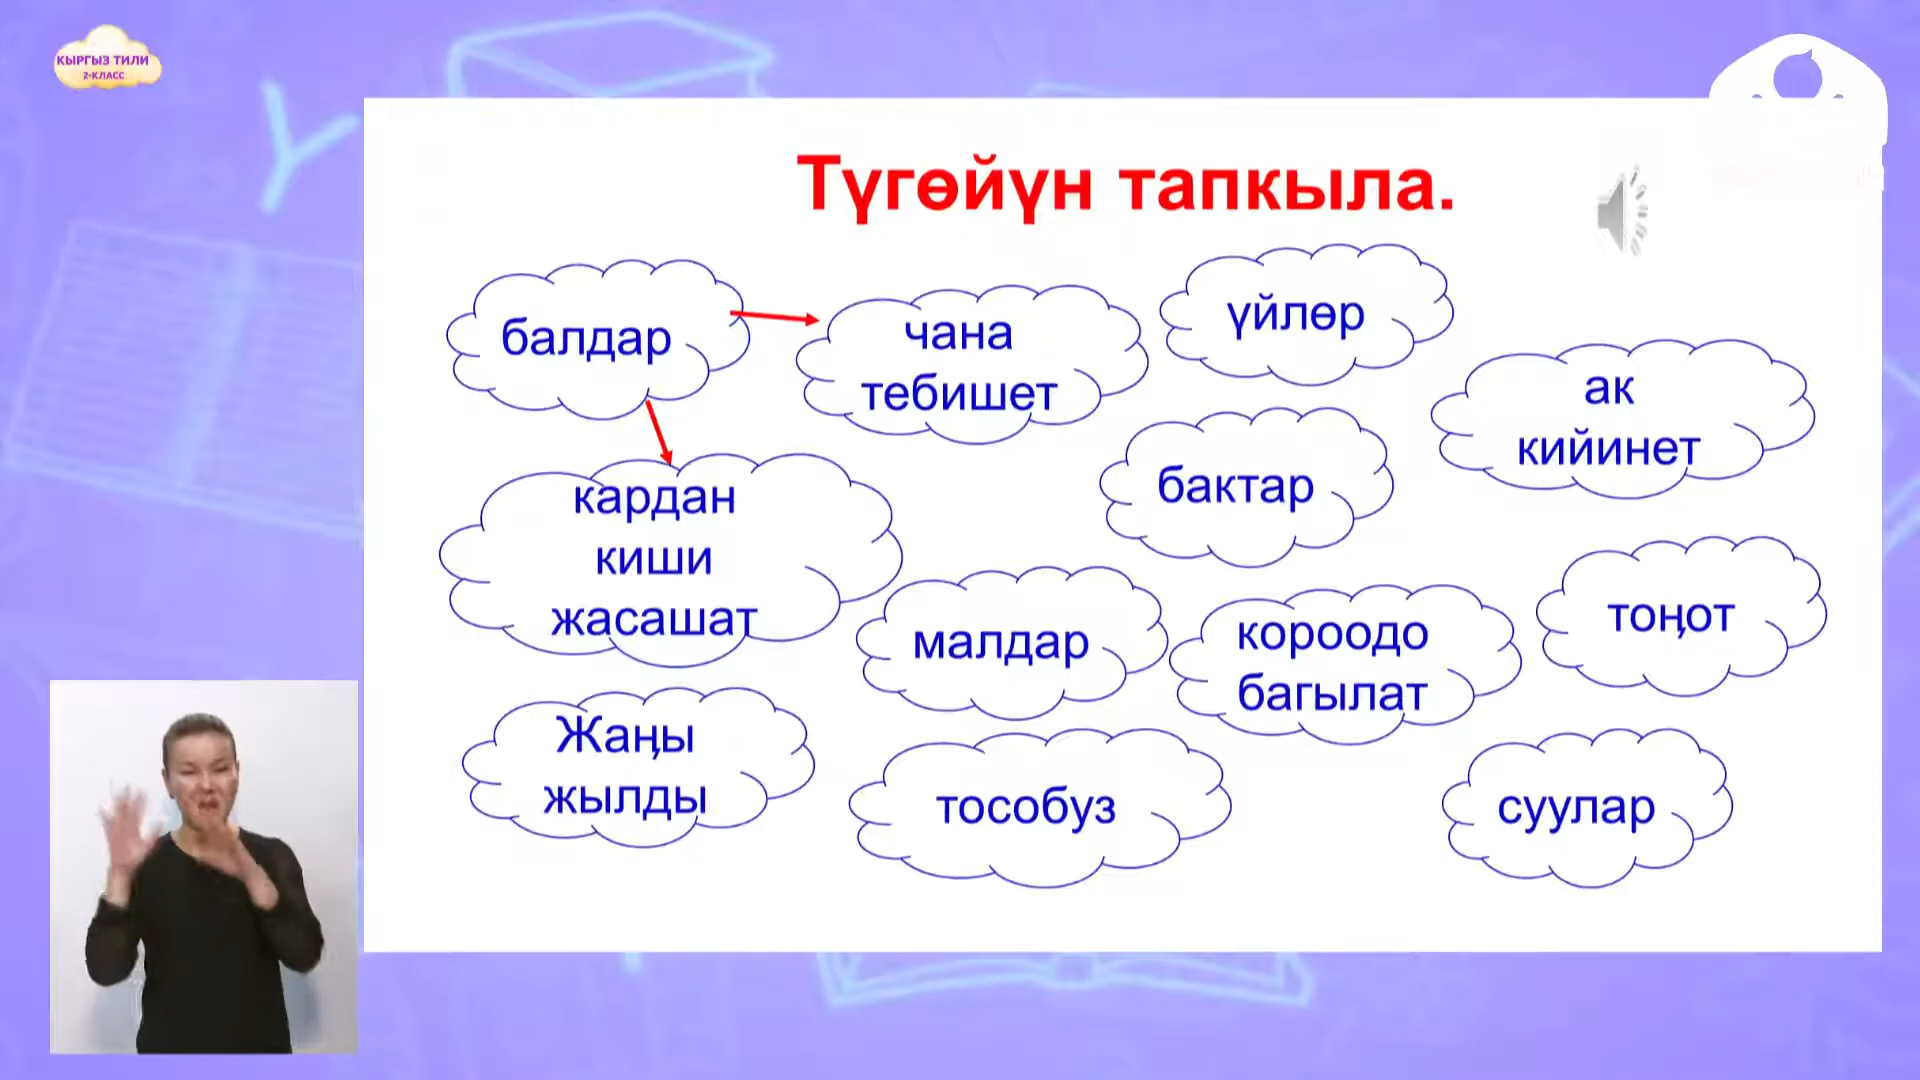 КЫРГЫЗ ТИЛИ
2-КЛАСС
Түгөйүн тапкыла.
балдар
чана
тебишет
үйлөр
ак
кийинет
бактар
кардан
киши
жасашат
малдар
короодо
багылат
тоңот
Жаңы
жылды
тособуз
суулар